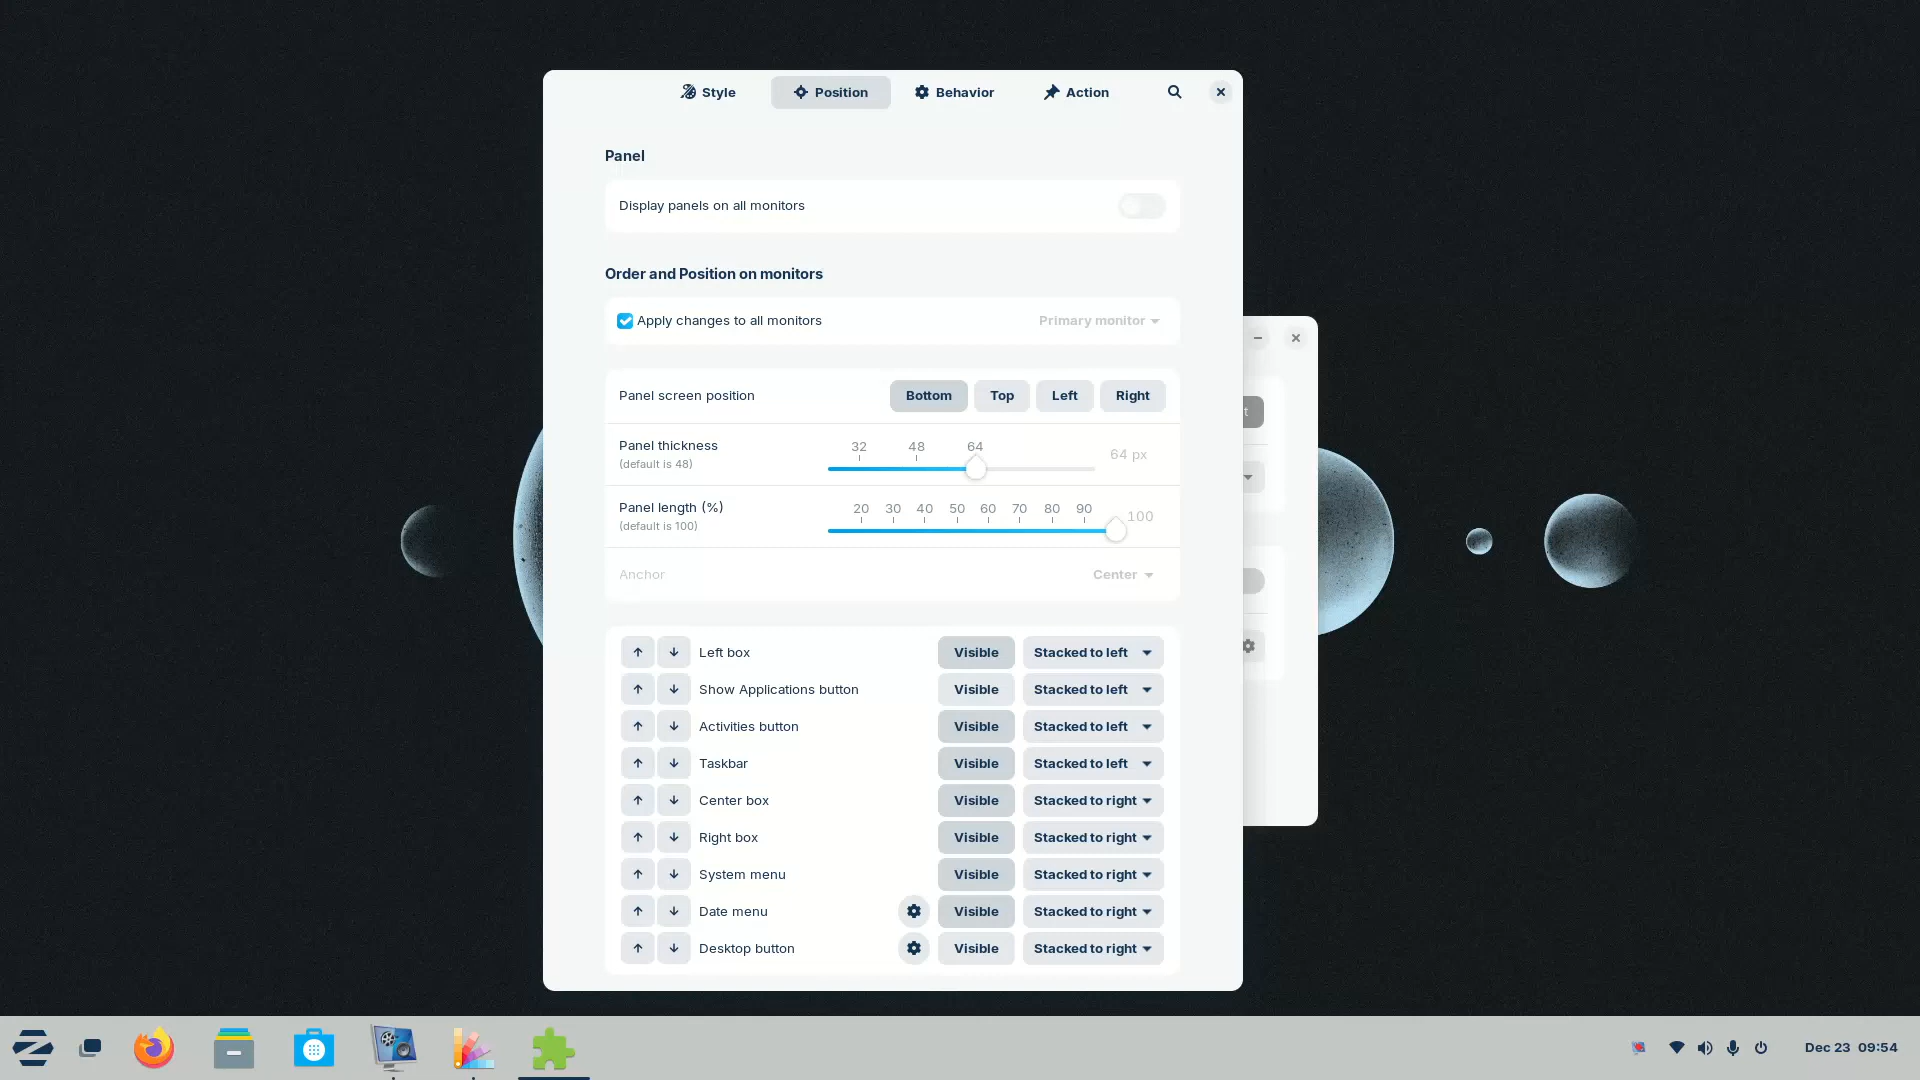 Style Position Behavior Action
Panel
Display panels on all monitors
Order and Position on monitors
Apply changes to all monitors Primary monitor
Panel screen position Bottom Top Left Right
Panel thickness 32 48 64
(default is 48) 64 px
Panel length (%) 20 30 40 50 60 70 80 90
(default is 100) 100
Anchor Center
Left box Visible Stacked to left
Show Applications button Visible Stacked to left
Activities button Visible Stacked to left
Taskbar Visible Stacked to left
Center box Visible Stacked to right
Right box Visible Stacked to right
System menu Visible Stacked to right
Date menu Visible Stacked to right
Desktop button Visible Stacked to right
t
Dec 23 09:54